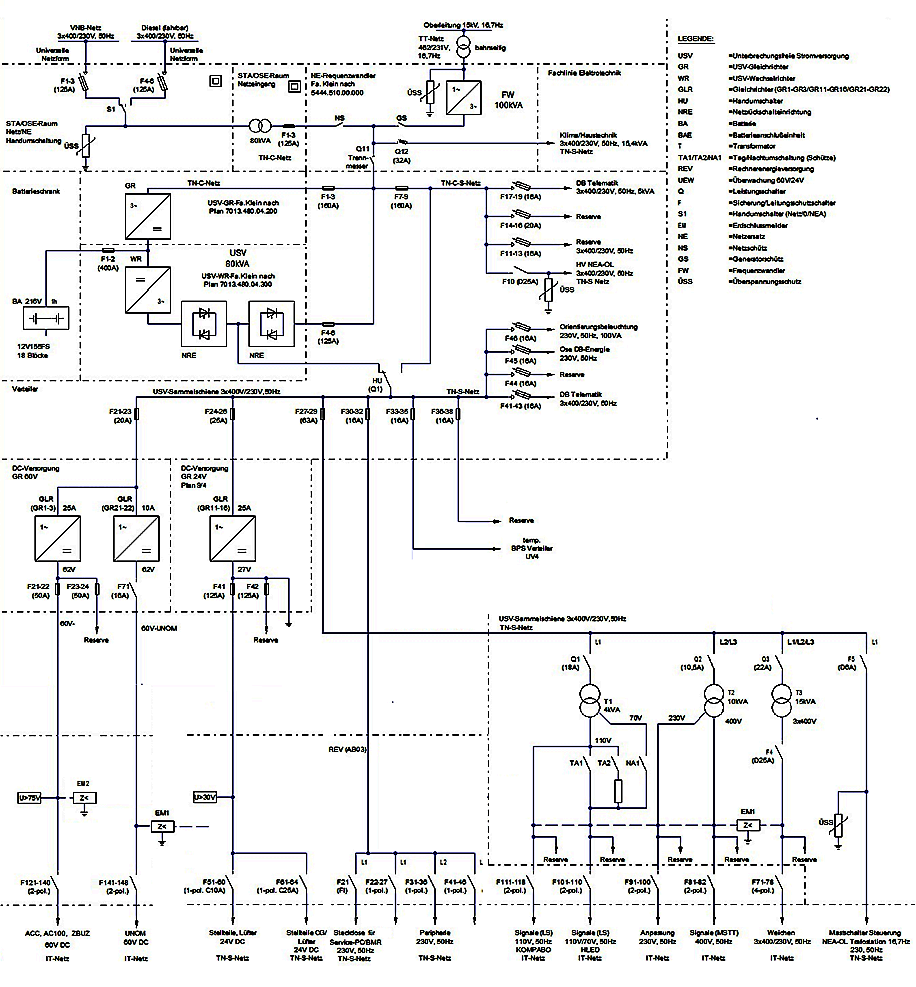 VNB-Netz
3x400/230V, 50Hz
Diesel (fahrbar)
3x400/230V, 50Hz
Universelle
Netzform
Universelle
Netzform
F1-3
(125A)
F4-6
(125A)
S1
STA/OSE-Raum
Netz/NE
Handumschaltung
ÜSS
STA/OSE-Raum
Netzeingang
80kVA
F1-3
(125A)
TN-C-Netz
NE-Frequenzwandler
Fa. Klein nach
5444.510.00.000
NS
GS
Oberleitung 15kV, 16,7Hz
TT-Netz
462/231V,
16,7Hz
bahnseitig
ÜSS
1~
3~
FW
100kVA
Fachlinie Elektrotechnik
Q11
Trenn-
messer
Q12
(32A)
Klima/Haustechnik
3x400/230V, 50Hz, 15,4kVA
TN-S-Netz
LEGENDE:
USV =Unterbrechungsfreie Stromversorgung
GR =USV-Gleichrichter
WR =USV-Wechselrichter
GLR =Gleichrichter (GR1-GR3/GR11-GR16/GR21-GR22)
HU =Handumschalter
NRE =Netzrückschalteinrichtung
BA =Batterie
BAE =Batterieanschlußeinheit
T =Transformator
TA1/TA2/NA1 =Tag-Nachtumschaltung (Schütze)
REV =Rechnerenergieversorgung
UEW =Überwachung 60V/24V
Q =Leistungsschalter
F =Sicherung/Leitungsschutzschalter
S1 =Handumschalter (Netz/0/NEA)
EM =Erdschlussmelder
NE =Netzersatz
NS =Netzschütz
GS =Generatorschütz
FW =Frequenzwandler
ÜSS =Überspannungsschutz
Batterieschrank
GR
3~
TN-C-Netz
USV-GR-Fa.Klein nach
Plan 7013.480.04.200
F1-3
(160A)
F7-9
(160A)
TN-C-S-Netz
F17-19 (16A)
DB Telematik
3x400/230V, 50Hz, 5kVA
F14-16 (20A)
Reserve
F11-13 (16A)
Reserve
3x400/230V, 50Hz
F10 (D25A)
HV NEA-OL
3x400/230V, 50Hz
TN-S Netz
ÜSS
F1-2
(400A)
WR
3~
USV
80kVA
USV-WR-Fa.Klein nach
Plan 7013.480.04.300
BA 216V 1h
12V155FS
18 Blöcke
NRE
NRE
F4-6
(125A)
F46 (16A)
Orientierungsbeleuchtung
230V, 50Hz, 100VA
F45 (16A)
Ose DB-Energie
230V, 50Hz
F44 (16A)
Reserve
F41-43 (16A)
DB Telematik
3x400/230V, 50Hz
HU
(Q1)
Verteiler
USV-Sammelschiene 3x400V/230V,50Hz
TN-S-Netz
F21-23
(20A)
F24-26
(25A)
F27-29
(63A)
F30-32
(16A)
F33-35
(16A)
F36-38
(16A)
DC-Versorgung
GR 60V
DC-Versorgung
GR 24V
Plan 9/4
GLR
(GR1-3)
25A
GLR
(GR21-22)
10A
GLR
(GR11-16)
25A
1~
1~
1~
62V
62V
27V
Reserve
temp.
BPS Verteiler
UV4
F21-22
(50A)
F23-24
(50A)
F71
(16A)
F41
(125A)
F42
(125A)
60V-
Reserve
60V-UNOM
Reserve
USV-Sammelschiene 3x400V/230V,50Hz
TN-S-Netz
L1
L2/L3
L1/L2/L3
L1
Q1
(18A)
Q2
(10,5A)
Q3
(22A)
F5
(D6A)
T1
4kVA
T2
10kVA
T3
15kVA
70V
230V
400V
3x400V
REV (AB03)
110V
TA1
TA2
NA1
F4
(D25A)
U>75V
EM2
Z<
EM1
Z<
U>30V
EM1
Z<
ÜSS
Reserve
Reserve
Reserve
Reserve
Reserve
L1
L1
L2
L
F121-140
(2-pol.)
F141-148
(2-pol.)
F51-60
(1-pol. C10A)
F61-64
(1-pol. C25A)
F21
(FI)
F22-27
(1-pol.)
F31-36
(1-pol.)
F41-46
(1-pol.)
F111-118
(2-pol.)
F101-110
(2-pol.)
F91-100
(2-pol.)
F81-82
(2-pol.)
F71-78
(4-pol.)
ACC, AC100, ZBUZ
60V DC
IT-Netz
UNOM
60V DC
IT-Netz
Stellteile, Lüfter
24V DC
TN-S-Netz
Stellteile CG/
Lüfter
24V DC
TN-S-Netz
Steckdose für
Service-PC/BMR
230V, 50Hz
TN-S-Netz
Peripherie
230V, 50Hz
TN-S-Netz
Signale (LS)
110V, 50Hz
KOMPABO
IT-Netz
Signale (LS)
110V/70V, 50Hz
HLED
IT-Netz
Anpassung
230V, 50Hz
IT-Netz
Signale (MSTT)
400V, 50Hz
IT-Netz
Weichen
3x400/230V, 50Hz
IT-Netz
Mastschalter Steuerung
NEA-OL Teilestation 16,7Hz
230, 50Hz
TN-S-Netz